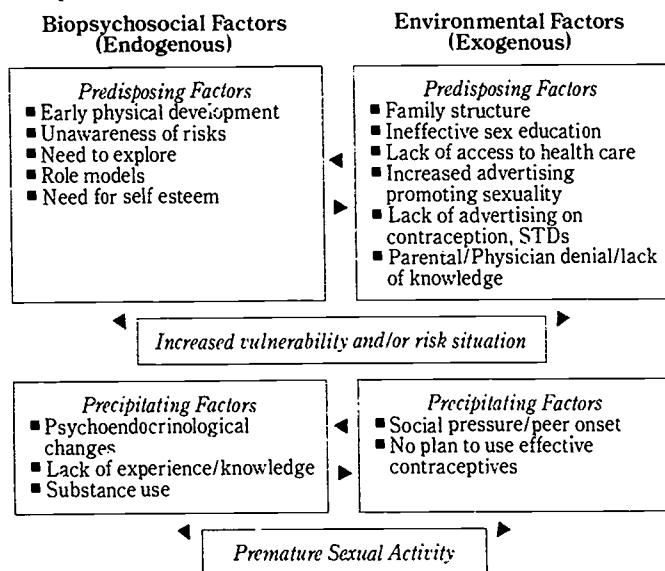 Biopsychosocial Factors
(Endogenous)
Environmental Factors
(Exogenous)
Predisposing Factors
■ Early physical development
■ Unawareness of risks
■ Need to explore
■ Role models
■ Need for self esteem
Predisposing Factors
■ Family structure
■ Ineffective sex education
■ Lack of access to health care
■ Increased advertising
promoting sexuality
■ Lack of advertising on
contraception, STDs
■ Parental/Physician denial/lack
of knowledge
Increased vulnerability and/or risk situation
Precipitating Factors
■ Psychoendocrinological
changes
■ Lack of experience/knowledge
■ Substance use
Precipitating Factors
■ Social pressure/peer onset
■ No plan to use effective
contraceptives
Premature Sexual Activity